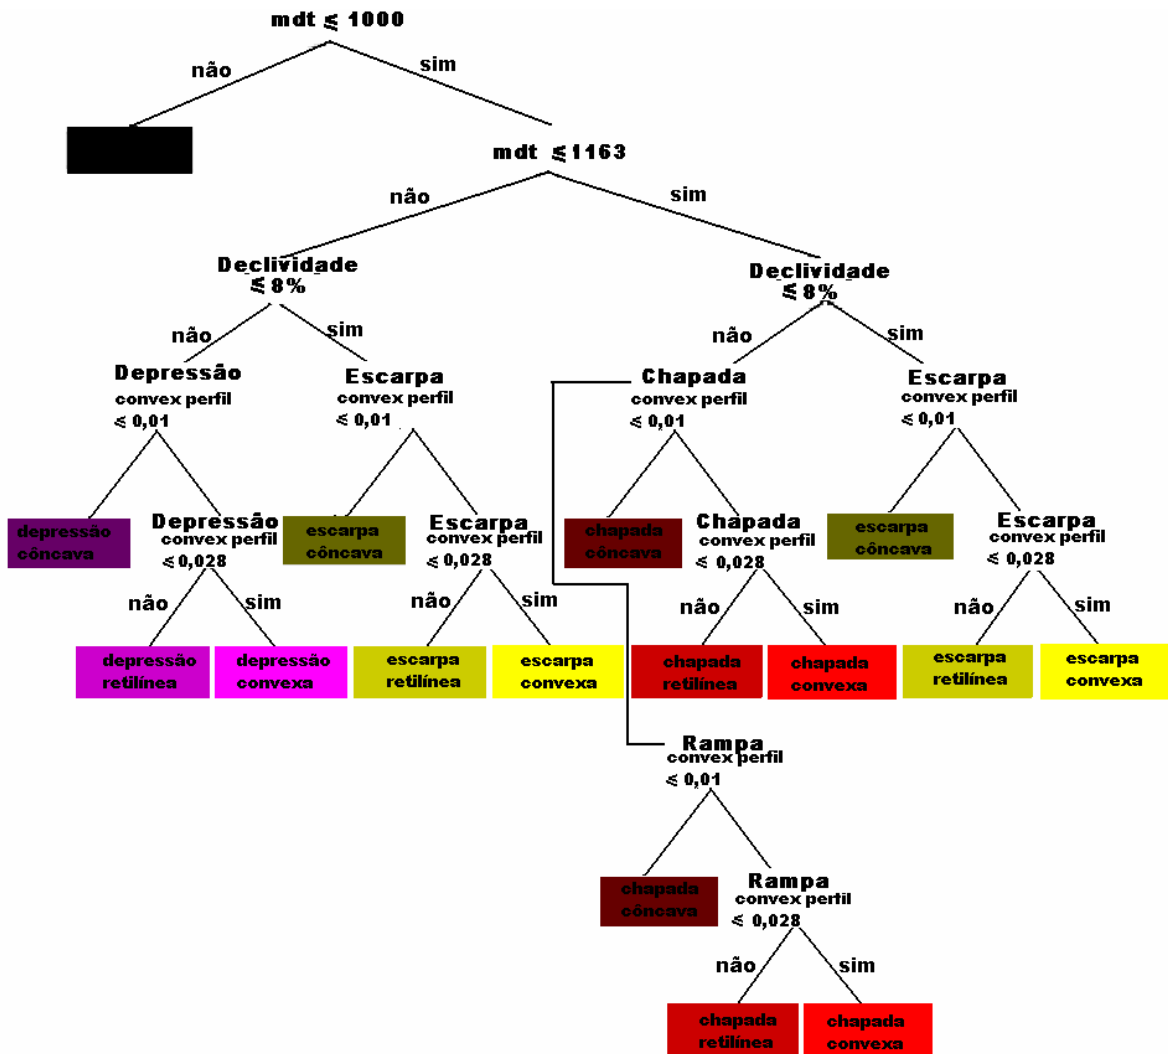 mdt ≤ 1000
não
sim
mdt ≤1163
não
sim
Declividade
≤ 8%
Declividade
≤ 8%
não
sim
não
sim
Depressão
convex perfil
≤ 0,01
Escarpa
convex perfil
≤ 0,01
Chapada
convex perfil
≤ 0,01
Escarpa
convex perfil
≤ 0,01
depressão
côncava
Depressão
convex perfil
≤ 0,028
escarpa
côncava
Escarpa
convex perfil
≤ 0,028
chapada
côncava
Chapada
convex perfil
≤ 0,028
escarpa
côncava
Escarpa
convex perfil
≤ 0,028
não
sim
não
sim
não
sim
não
sim
depressão
retilínea
depressão
convexa
escarpa
retilínea
escarpa
convexa
chapada
retilínea
chapada
convexa
escarpa
retilínea
escarpa
convexa
Rampa
convex perfil
≤ 0,01
chapada
côncava
Rampa
convex perfil
≤ 0,028
não
sim
chapada
retilínea
chapada
convexa